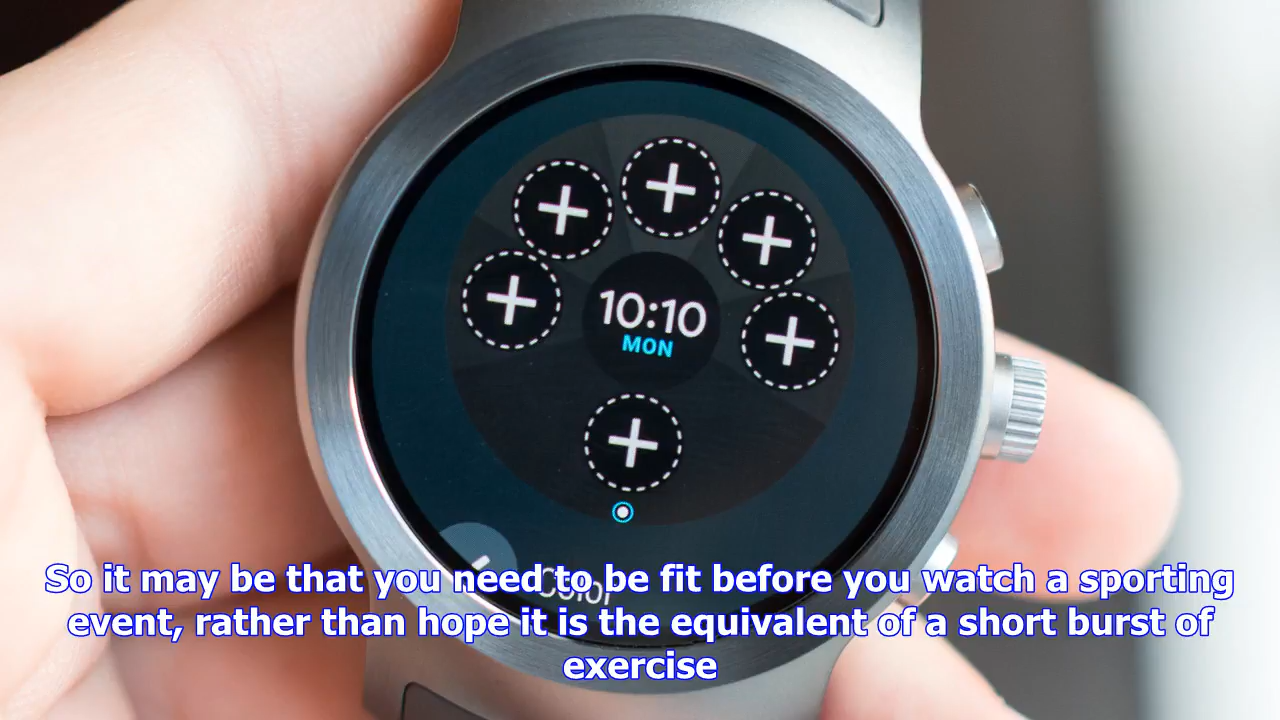 10:10
MON
Color
So it may be that you need to be fit before you watch a sporting
event, rather than hope it is the equivalent of a short burst of
exercise